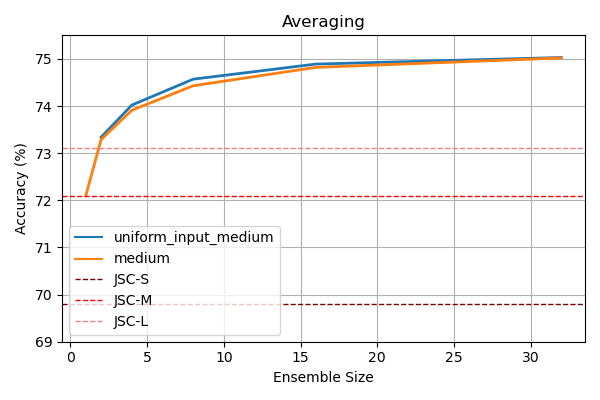 Averaging
75
74
73
72
71
70
69
Accuracy (%)
uniform_input_medium
medium
JSC-S
JSC-M
JSC-L
0 5 10 15 20 25 30
Ensemble Size